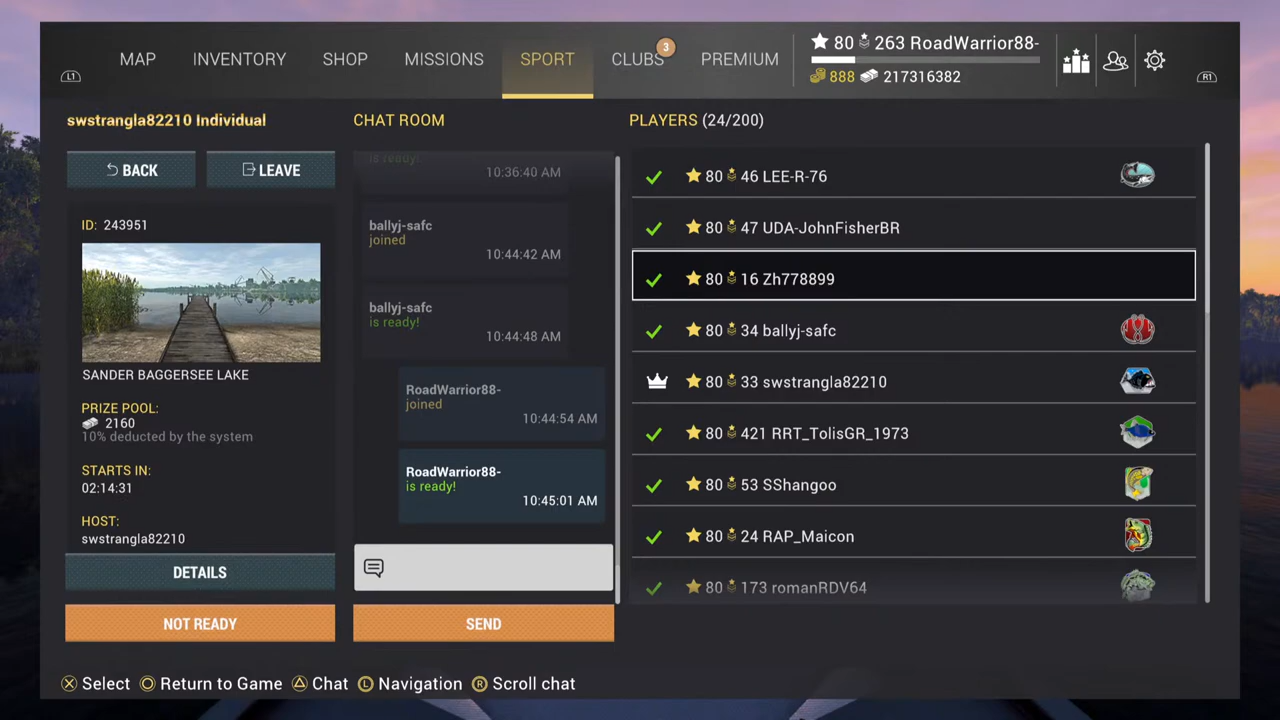 MAP
INVENTORY
SHOP
MISSIONS
SPORT
CLUBS
3
PREMIUM
80 263 RoadWarrior88-
888 217316382
L1
R1
swstrangla82210 Individual
BACK
LEAVE
ID: 243951
SANDER BAGGERSEE LAKE
PRIZE POOL:
2160
10% deducted by the system
STARTS IN:
02:14:31
HOST:
swstrangla82210
DETAILS
NOT READY
CHAT ROOM
is ready!
10:36:40 AM
ballyj-safc
joined
10:44:42 AM
ballyj-safc
is ready!
10:44:48 AM
RoadWarrior88-
joined
10:44:54 AM
RoadWarrior88-
is ready!
10:45:01 AM
SEND
PLAYERS (24/200)
80 46 LEE-R-76
80 47 UDA-JohnFisherBR
80 16 Zh778899
80 34 ballyj-safc
80 33 swstrangla82210
80 421 RRT_TolisGR_1973
80 53 SShangoo
80 24 RAP_Maicon
80 173 romanRDV64
Select Return to Game Chat L Navigation R Scroll chat